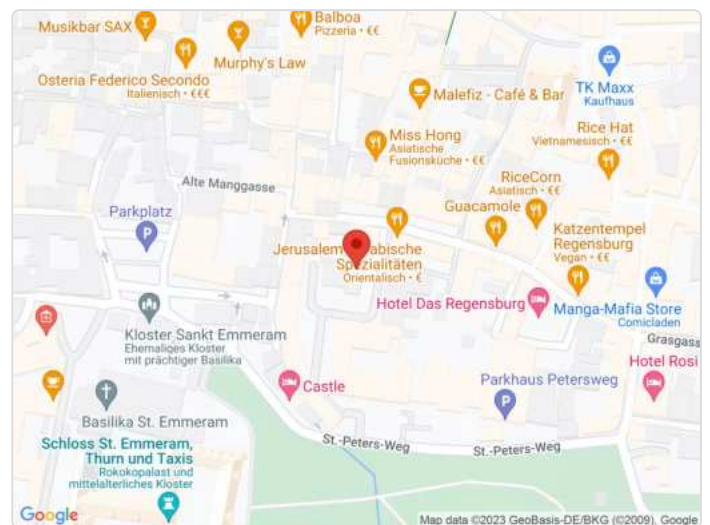 Musikbar SAX
Balboa
Pizzeria • €€
Murphy's Law
Osteria Federico Secondo
Italienisch • €€€
Malefiz - Café & Bar
TK Maxx
Kaufhaus
Miss Hong
Asiatische
Fusionsküche • €€
Rice Hat
Vietnamesisch • €€
Alte Manggasse
RiceCorn
Asiatisch • €€
Parkplatz
P
Guacamole
Katzentempel
Regensburg
Vegan • €€
Jerusalem abische
Spezialitäten
Orientalisch • €
Hotel Das Regensburg
Manga-Mafia Store
Comicladen
Kloster Sankt Emmeram
Ehemaliges Kloster
mit prächtiger Basilika
Grasgass
Hotel Rosi
Castle
Parkhaus Petersweg
P
Basilika St. Emmeram
St.-Peters-Weg
St.-Peters-Weg
Schloss St. Emmeram,
Thurn und Taxis
Rokokopalast und
mittelalterliches Kloster
Google
Map data ©2023 GeoBasis-DE/BKG (©2009), Google